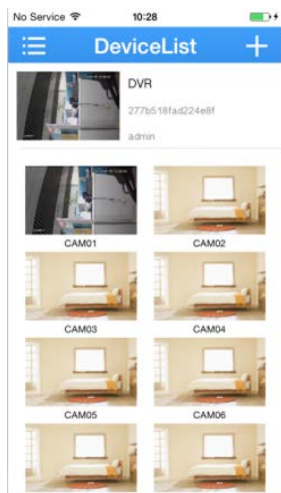 No Service 10:28
DeviceList
DVR
277b518fad224e8f
admin
CAM01 CAM02
CAM03 CAM04
CAM05 CAM06